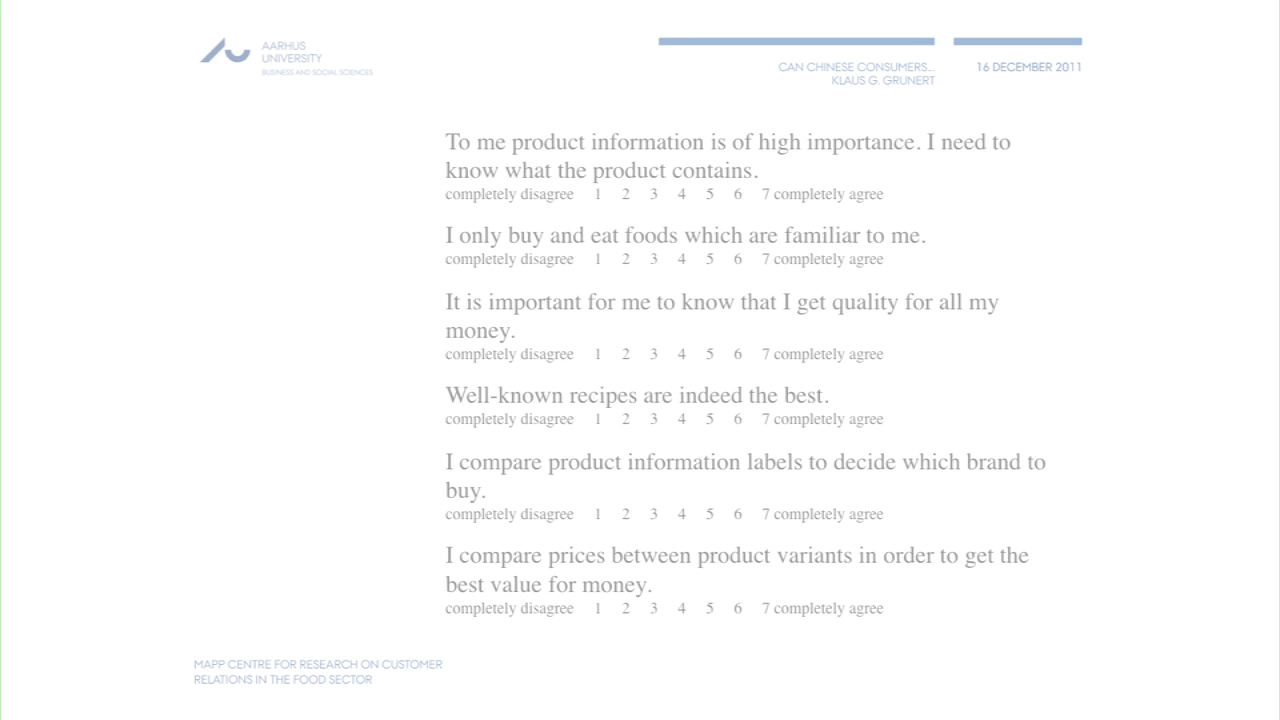 AARHUS
UNIVERSITY
BUSINESS AND SOCIAL SCIENCES
CAN CHINESE CONSUMERS...
KLAUS G. GRUNERT
16 DECEMBER 2011
To me product information is of high importance. I need to
know what the product contains.
completely disagree 1 2 3 4 5 6 7 completely agree
I only buy and eat foods which are familiar to me.
completely disagree 1 2 3 4 5 6 7 completely agree
It is important for me to know that I get quality for all my
money.
completely disagree 1 2 3 4 5 6 7 completely agree
Well-known recipes are indeed the best.
completely disagree 1 2 3 4 5 6 7 completely agree
I compare product information labels to decide which brand to
buy.
completely disagree 1 2 3 4 5 6 7 completely agree
I compare prices between product variants in order to get the
best value for money.
completely disagree 1 2 3 4 5 6 7 completely agree
MAPP CENTRE FOR RESEARCH ON CUSTOMER
RELATIONS IN THE FOOD SECTOR